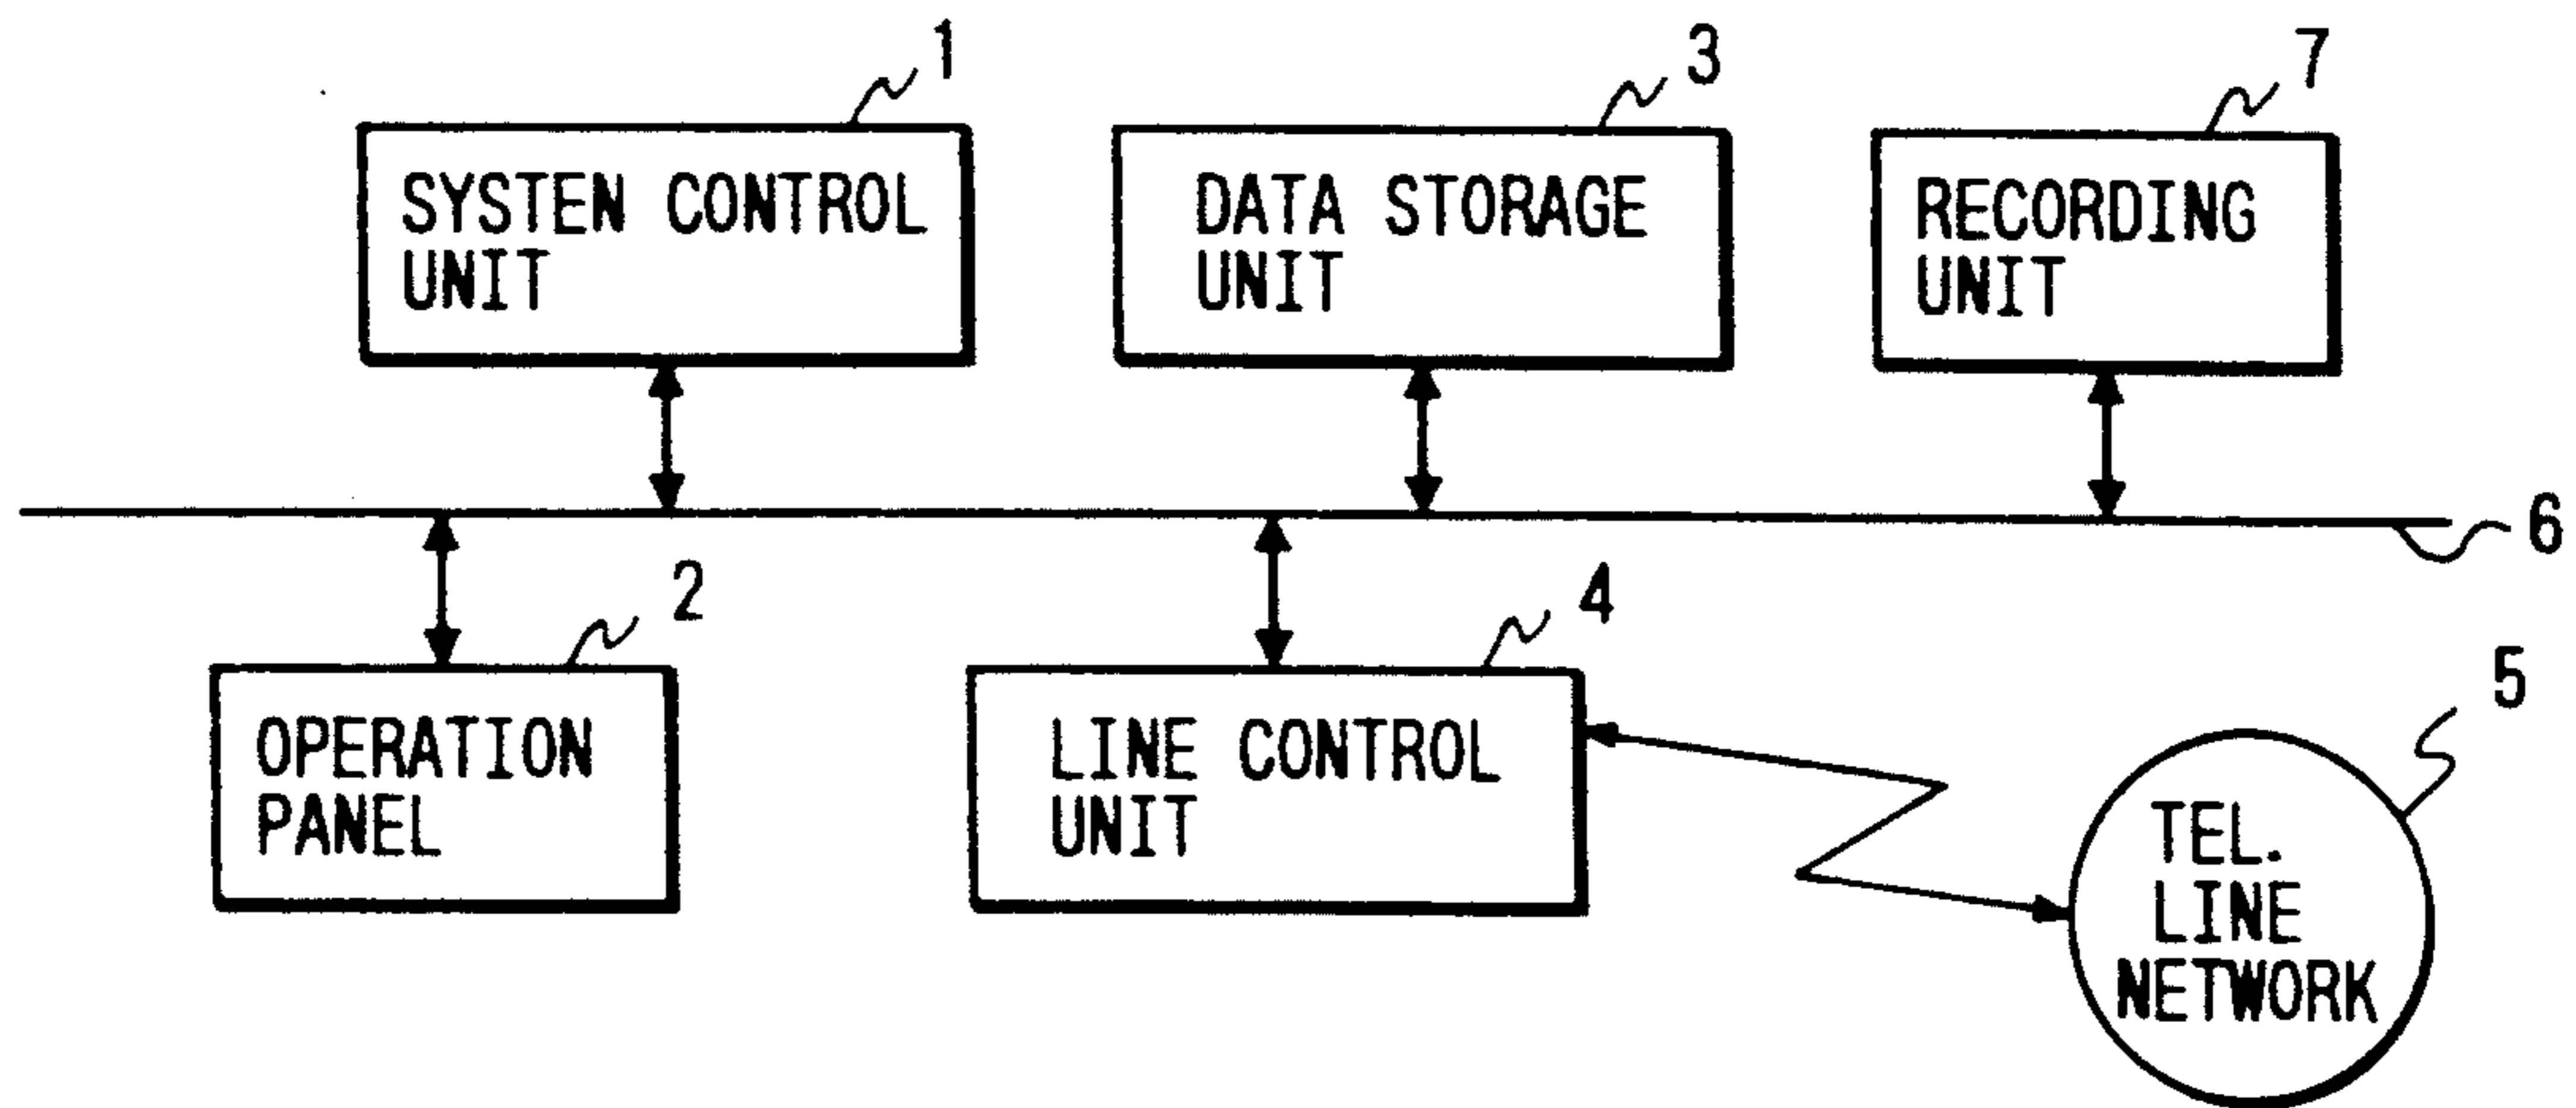 1
SYSTEN CONTROL
UNIT
3
DATA STORAGE
UNIT
7
RECORDING
UNIT
6
2
OPERATION
PANEL
4
LINE CONTROL
UNIT
5
TEL.
LINE
NETWORK